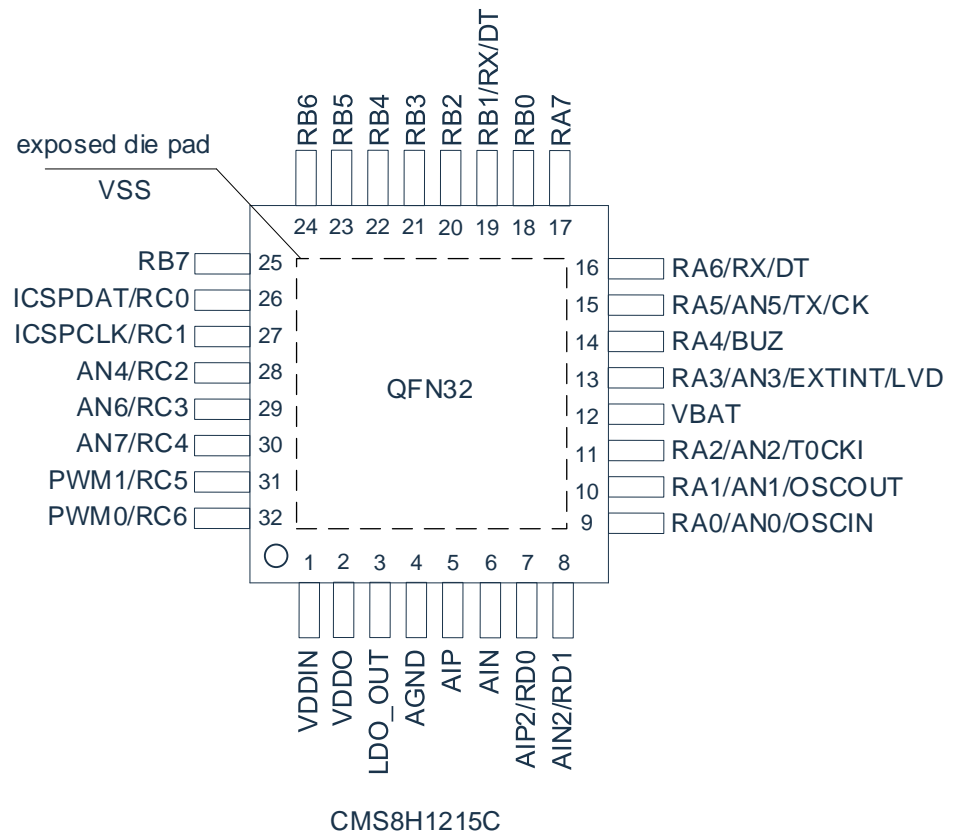 RB6
RB5
RB4
RB3
RB2
RB1/RX/DT
RB0
RA7
exposed die pad
VSS
24 23 22 21 20 19 18 17
RB7 25
ICSPDAT/RC0 26
ICSPCLK/RC1 27
AN4/RC2 28
AN6/RC3 29
AN7/RC4 30
PWM1/RC5 31
PWM0/RC6 32
QFN32
16 RA6/RX/DT
15 RA5/AN5/TX/CK
14 RA4/BUZ
13 RA3/AN3/EXTINT/LVD
12 VBAT
11 RA2/AN2/T0CKI
10 RA1/AN1/OSCOUT
9 RA0/AN0/OSCIN
1 2 3 4 5 6 7 8
VDDIN
VDDO
LDO_OUT
AGND
AIP
AIN
AIP2/RD0
AIN2/RD1
CMS8H1215C